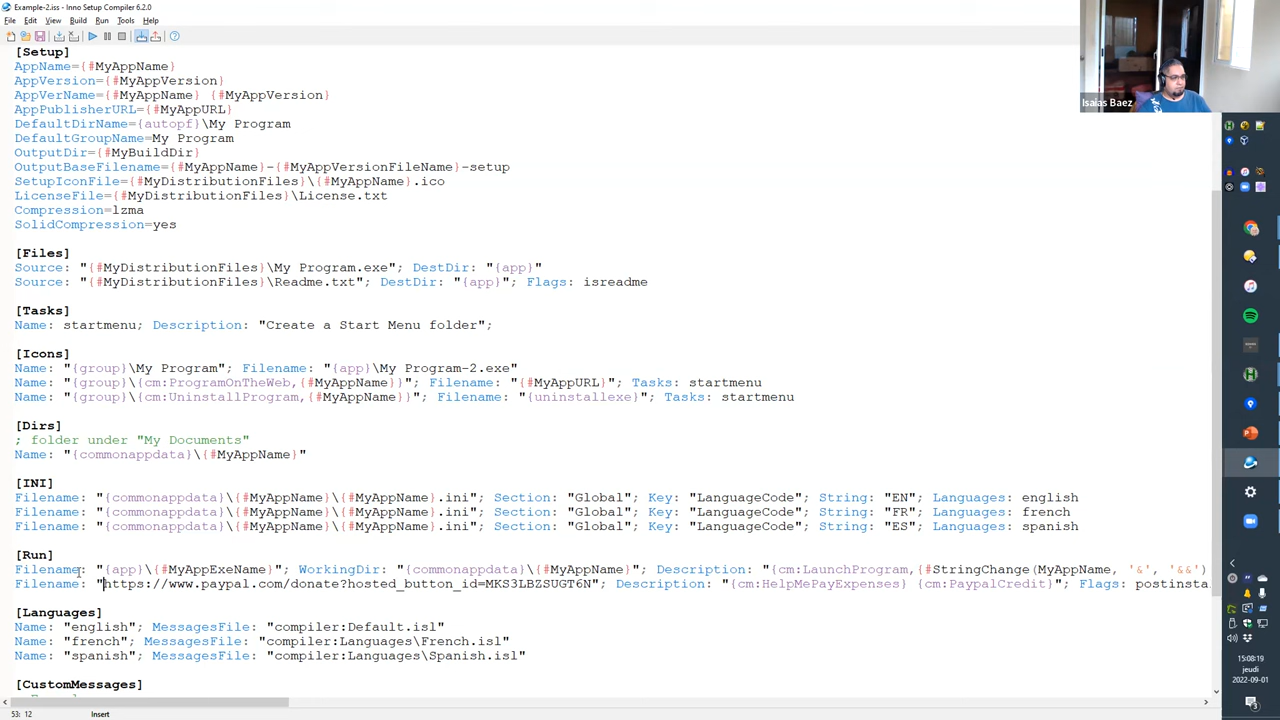 Example-2.iss - Inno Setup Compiler 6.2.0
File Edit View Build Run Tools Help
[Setup]
AppName={#MyAppName}
AppVersion={#MyAppVersion}
AppVerName={#MyAppName} {#MyAppVersion}
AppPublisherURL={#MyAppURL}
DefaultDirName={autopf}\My Program
DefaultGroupName=My Program
OutputDir={#MyBuildDir}
OutputBaseFilename={#MyAppName}-{#MyAppVersionFileName}-setup
SetupIconFile={#MyDistributionFiles}\{#MyAppName}.ico
LicenseFile={#MyDistributionFiles}\License.txt
Compression=lzma
SolidCompression=yes
[Files]
Source: "{#MyDistributionFiles}\My Program.exe"; DestDir: "{app}"
Source: "{#MyDistributionFiles}\Readme.txt"; DestDir: "{app}"; Flags: isreadme
[Tasks]
Name: startmenu; Description: "Create a Start Menu folder";
[Icons]
Name: "{group}\My Program"; Filename: "{app}\My Program-2.exe"
Name: "{group}\{cm:ProgramOnTheWeb,{#MyAppName}}"; Filename: "{#MyAppURL}"; Tasks: startmenu
Name: "{group}\{cm:UninstallProgram,{#MyAppName}}"; Filename: "{uninstallexe}"; Tasks: startmenu
[Dirs]
; folder under "My Documents"
Name: "{commonappdata}\{#MyAppName}"
[INI]
Filename: "{commonappdata}\{#MyAppName}\{#MyAppName}.ini"; Section: "Global"; Key: "LanguageCode"; String: "EN"; Languages: english
Filename: "{commonappdata}\{#MyAppName}\{#MyAppName}.ini"; Section: "Global"; Key: "LanguageCode"; String: "FR"; Languages: french
Filename: "{commonappdata}\{#MyAppName}\{#MyAppName}.ini"; Section: "Global"; Key: "LanguageCode"; String: "ES"; Languages: spanish
[Run]
Filename: "{app}\{#MyAppExeName}"; WorkingDir: "{commonappdata}\{#MyAppName}"; Description: "{cm:LaunchProgram,{#StringChange(MyAppName, '&', '&&')
Filename: "https://www.paypal.com/donate?hosted_button_id=MKS3LBZSUGT6N"; Description: "{cm:HelpMePayExpenses} {cm:PaypalCredit}"; Flags: postinsta
[Languages]
Name: "english"; MessagesFile: "compiler:Default.isl"
Name: "french"; MessagesFile: "compiler:Languages\French.isl"
Name: "spanish"; MessagesFile: "compiler:Languages\Spanish.isl"
[CustomMessages]
53: 12 Insert
Isaias Baez
15:08:19
jeudi
2022-09-01